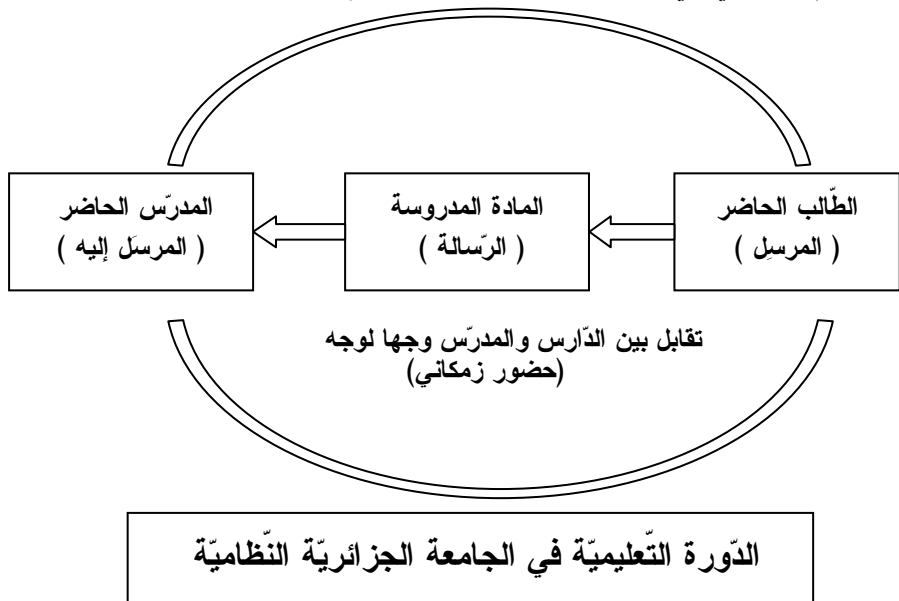 الطّالب الحاضر
( المرسِل )
المادة المدروسة
( الرّسالة )
المدرّس الحاضر
( المرسَل إليه )
تقابل بين الدّارس والمدرّس وجها لوجه
(حضور زمكاني)
الدّورة التّعليميّة في الجامعة الجزائريّة النّظاميّة